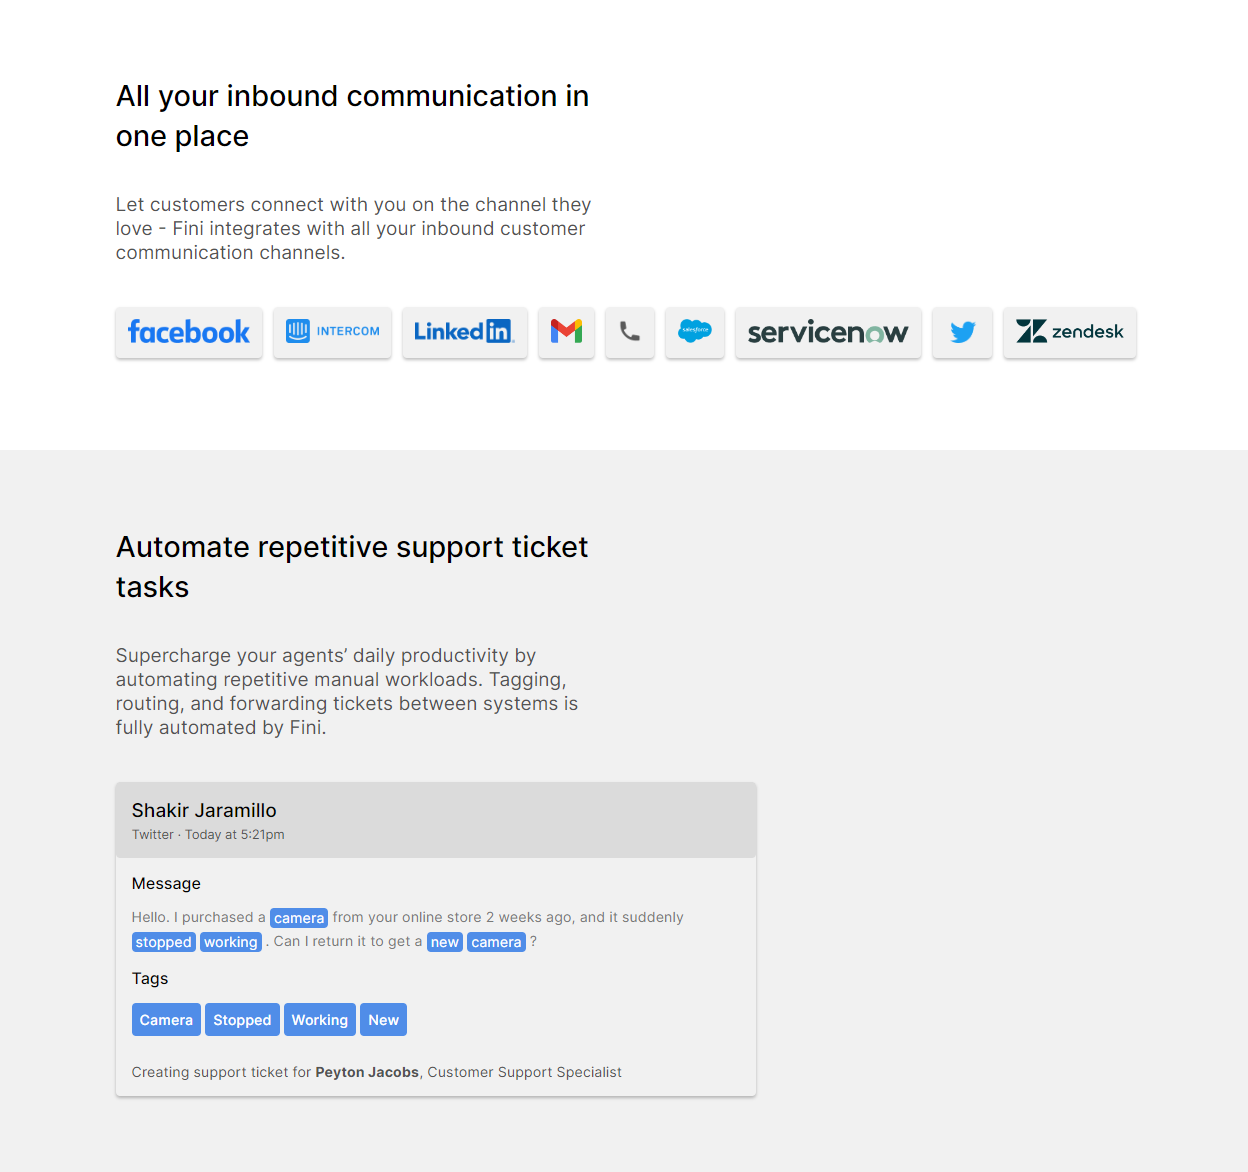 All your inbound communication in
one place
Let customers connect with you on the channel they
love - Fini integrates with all your inbound customer
communication channels.
facebook INTERCOM Linkedin salesforce servicenow zendesk
Automate repetitive support ticket
tasks
Supercharge your agents’ daily productivity by
automating repetitive manual workloads. Tagging,
routing, and forwarding tickets between systems is
fully automated by Fini.
Shakir Jaramillo
Twitter · Today at 5:21pm
Message
Hello. I purchased a camera from your online store 2 weeks ago, and it suddenly
stopped working . Can I return it to get a new camera ?
Tags
Camera Stopped Working New
Creating support ticket for Peyton Jacobs, Customer Support Specialist